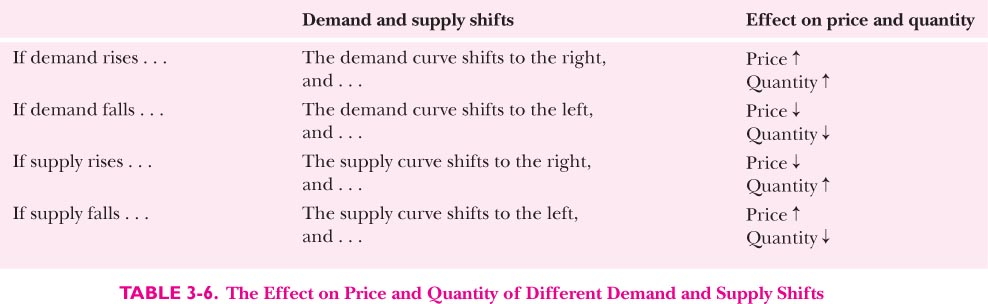 Demand and supply shifts Effect on price and quantity
If demand rises . . . The demand curve shifts to the right, Price ↑
and . . . Quantity ↑
If demand falls . . . The demand curve shifts to the left, Price ↓
and . . . Quantity ↓
If supply rises . . . The supply curve shifts to the right, Price ↓
and . . . Quantity ↑
If supply falls . . . The supply curve shifts to the left, Price ↑
and . . . Quantity ↓
TABLE 3-6. The Effect on Price and Quantity of Different Demand and Supply Shifts